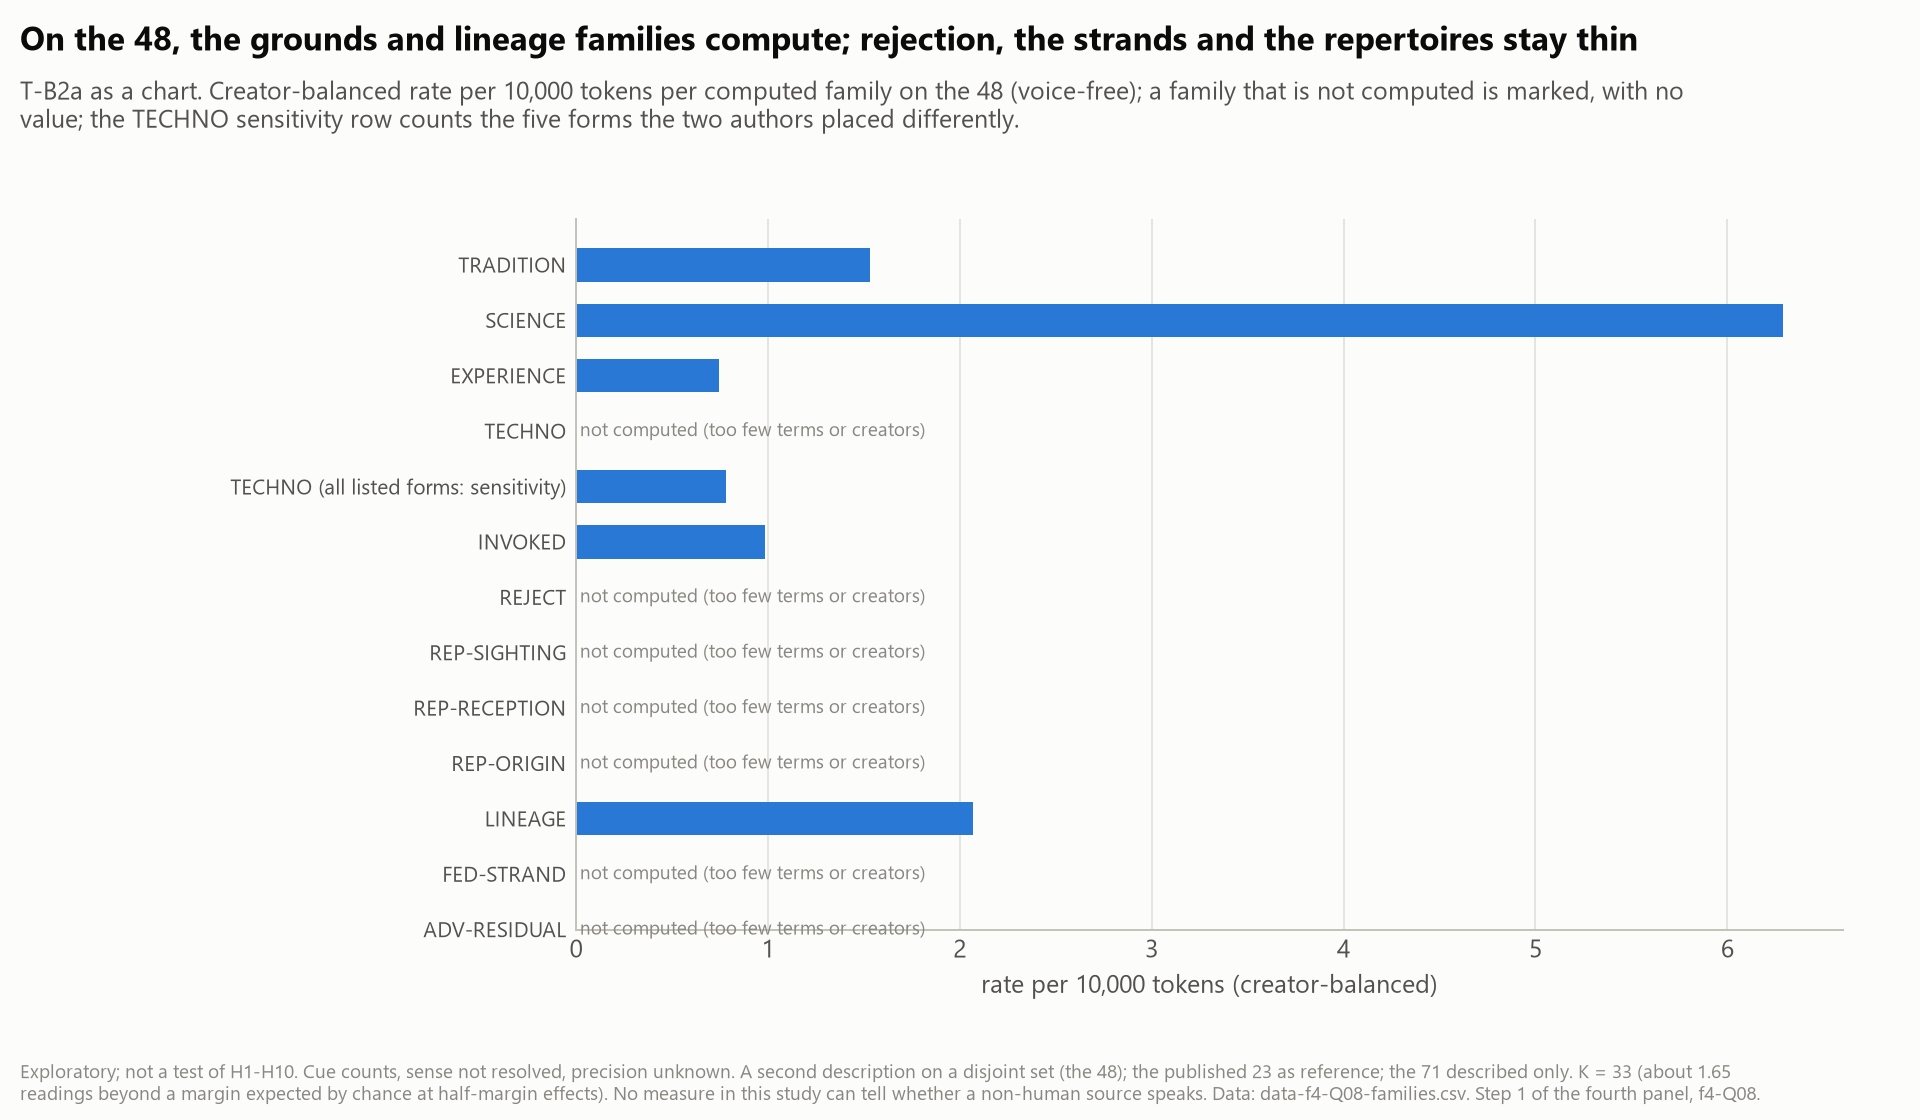 On the 48, the grounds and lineage families compute; rejection, the strands and the repertoires stay thin
T-B2a as a chart. Creator-balanced rate per 10,000 tokens per computed family on the 48 (voice-free); a family that is not computed is marked, with no
value; the TECHNO sensitivity row counts the five forms the two authors placed differently.
TRADITION
SCIENCE
EXPERIENCE
TECHNO not computed (too few terms or creators)
TECHNO (all listed forms: sensitivity)
INVOKED
REJECT not computed (too few terms or creators)
REP-SIGHTING not computed (too few terms or creators)
REP-RECEPTION not computed (too few terms or creators)
REP-ORIGIN not computed (too few terms or creators)
LINEAGE
FED-STRAND not computed (too few terms or creators)
ADV-RESIDUAL not computed (too few terms or creators)
0 1 2 3 4 5 6
rate per 10,000 tokens (creator-balanced)
Exploratory; not a test of H1-H10. Cue counts, sense not resolved, precision unknown. A second description on a disjoint set (the 48); the published 23 as reference; the 71 described only. K = 33 (about 1.65
readings beyond a margin expected by chance at half-margin effects). No measure in this study can tell whether a non-human source speaks. Data: data-f4-Q08-families.csv. Step 1 of the fourth panel, f4-Q08.